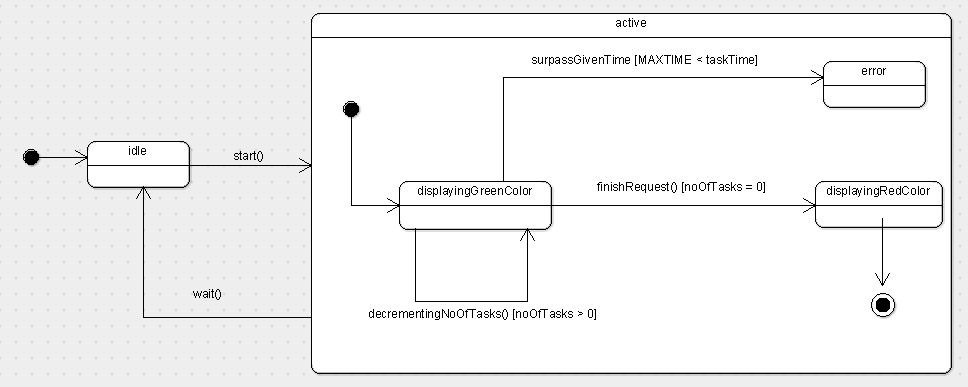 active
surpassGivenTime [MAXTIME < taskTime]
error
idle
start()
displayingGreenColor
finishRequest() [noOfTasks = 0]
displayingRedColor
wait()
decrementingNoOfTasks() [noOfTasks > 0]